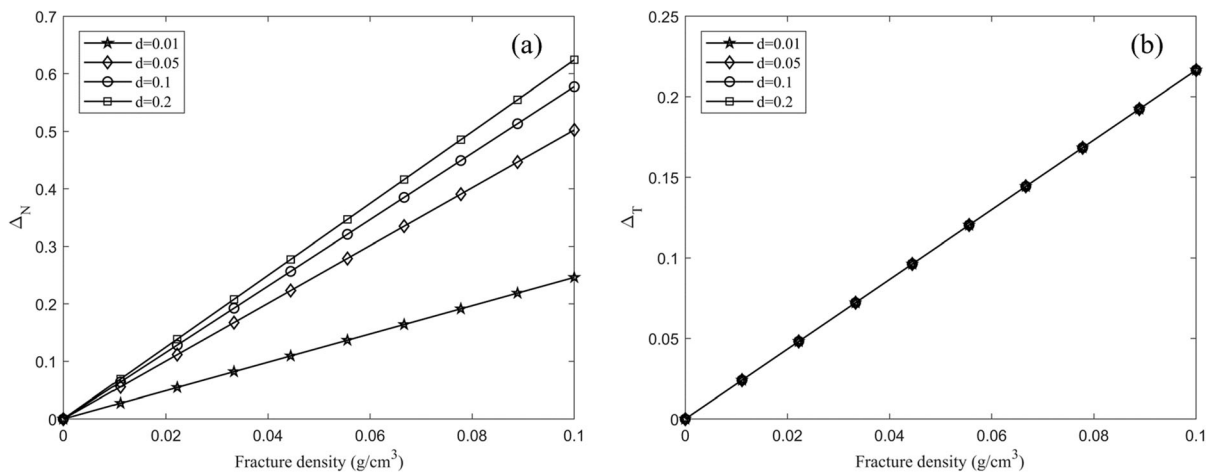 0.7
0.6
0.5
0.4
0.3
0.2
0.1
0
Δ_N
d=0.01
d=0.05
d=0.1
d=0.2
(a)
0 0.02 0.04 0.06 0.08 0.1
Fracture density (g/cm³)
0.25
0.2
0.15
0.1
0.05
0
Δ_T
d=0.01
d=0.05
d=0.1
d=0.2
(b)
0 0.02 0.04 0.06 0.08 0.1
Fracture density (g/cm³)